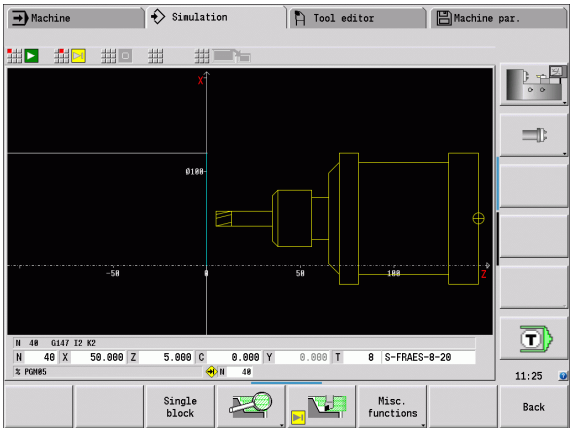 Machine Simulation Tool editor Machine par.
X
Ø100
-50 0 50 100 Z
N 40 G147 I2 K2
N 40 X 50.000 Z 5.000 C 0.000 Y 0.000 T 8 S-FRAES-8-20
% PGM05 N 40
T
11:25
Single block Misc. functions Back